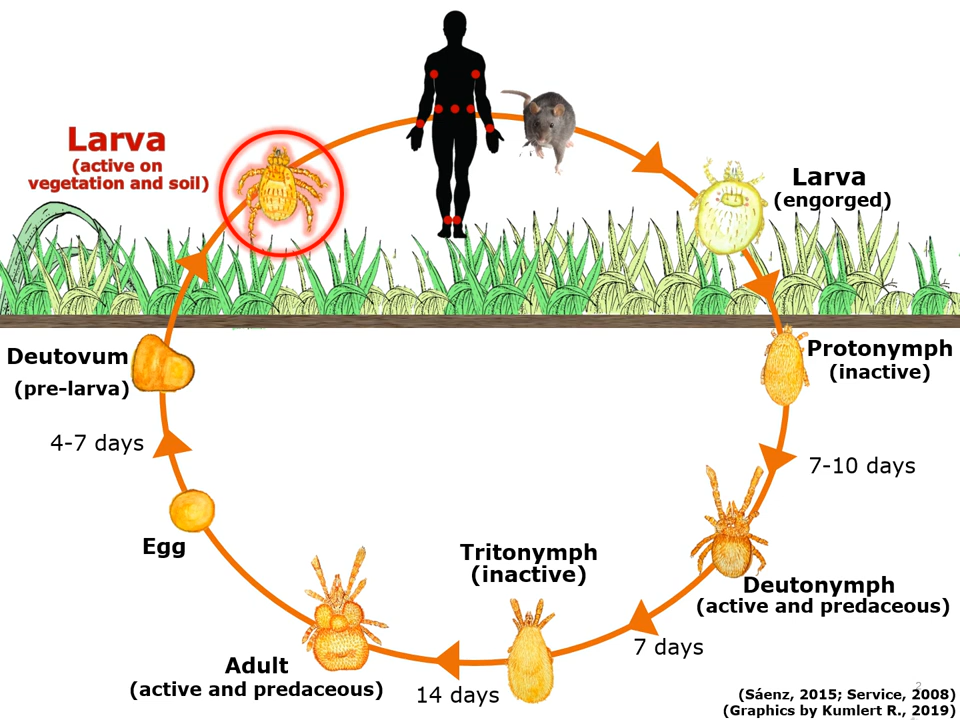 Larva
(active on
vegetation and soil)
Larva
(engorged)
Deutovum
(pre-larva)
Protonymph
(inactive)
4-7 days
7-10 days
Egg
Tritonymph
(inactive)
Deutonymph
(active and predaceous)
7 days
Adult
(active and predaceous)
14 days
2
(Sáenz, 2015; Service, 2008)
(Graphics by Kumlert R., 2019)